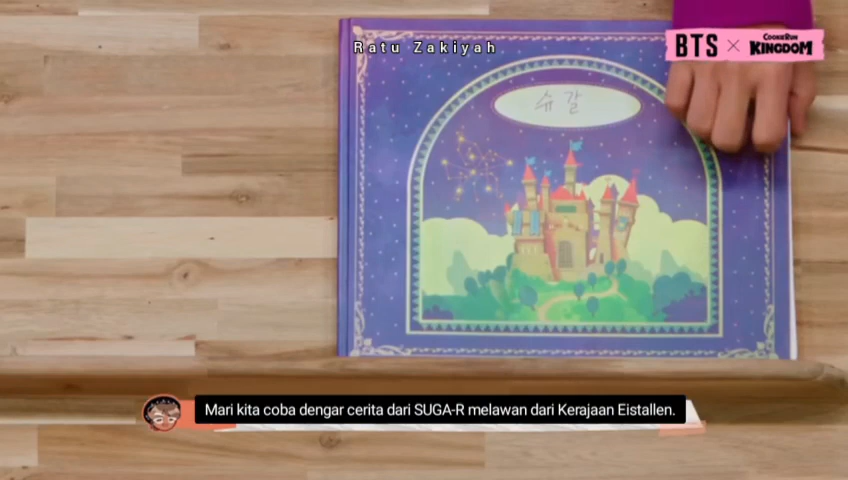 Ratu Zakiyah
BTS × COOKIERUN KINGDOM
슈갈
Mari kita coba dengar cerita dari SUGA-R melawan dari Kerajaan Eistallen.